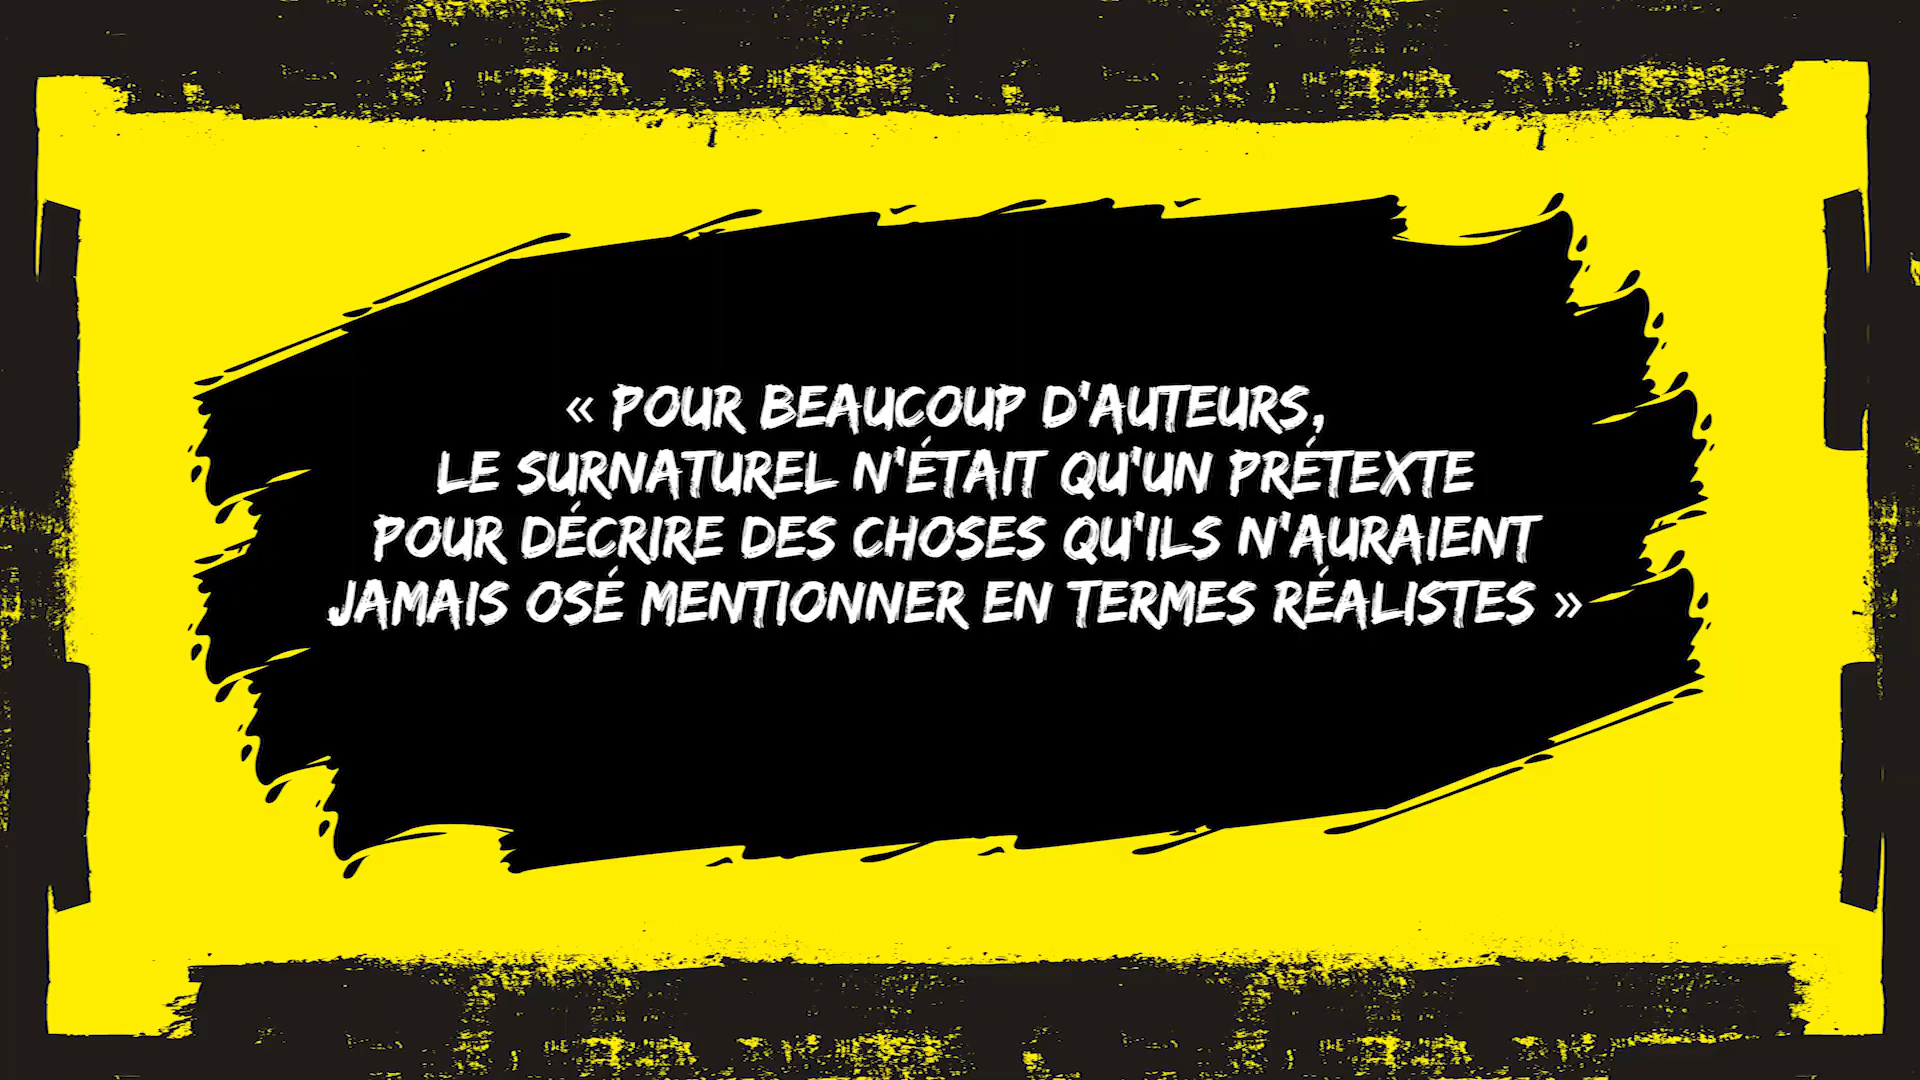 « POUR BEAUCOUP D'AUTEURS,
LE SURNATUREL N'ÉTAIT QU'UN PRÉTEXTE
POUR DÉCRIRE DES CHOSES QU'ILS N'AURAIENT
JAMAIS OSÉ MENTIONNER EN TERMES RÉALISTES »